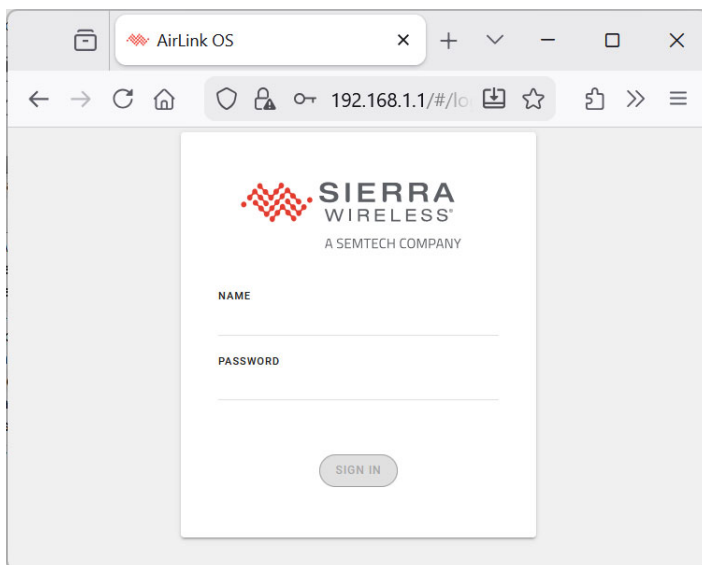 AirLink OS
192.168.1.1/#/lo
SIERRA
WIRELESS®
A SEMTECH COMPANY
NAME
PASSWORD
SIGN IN